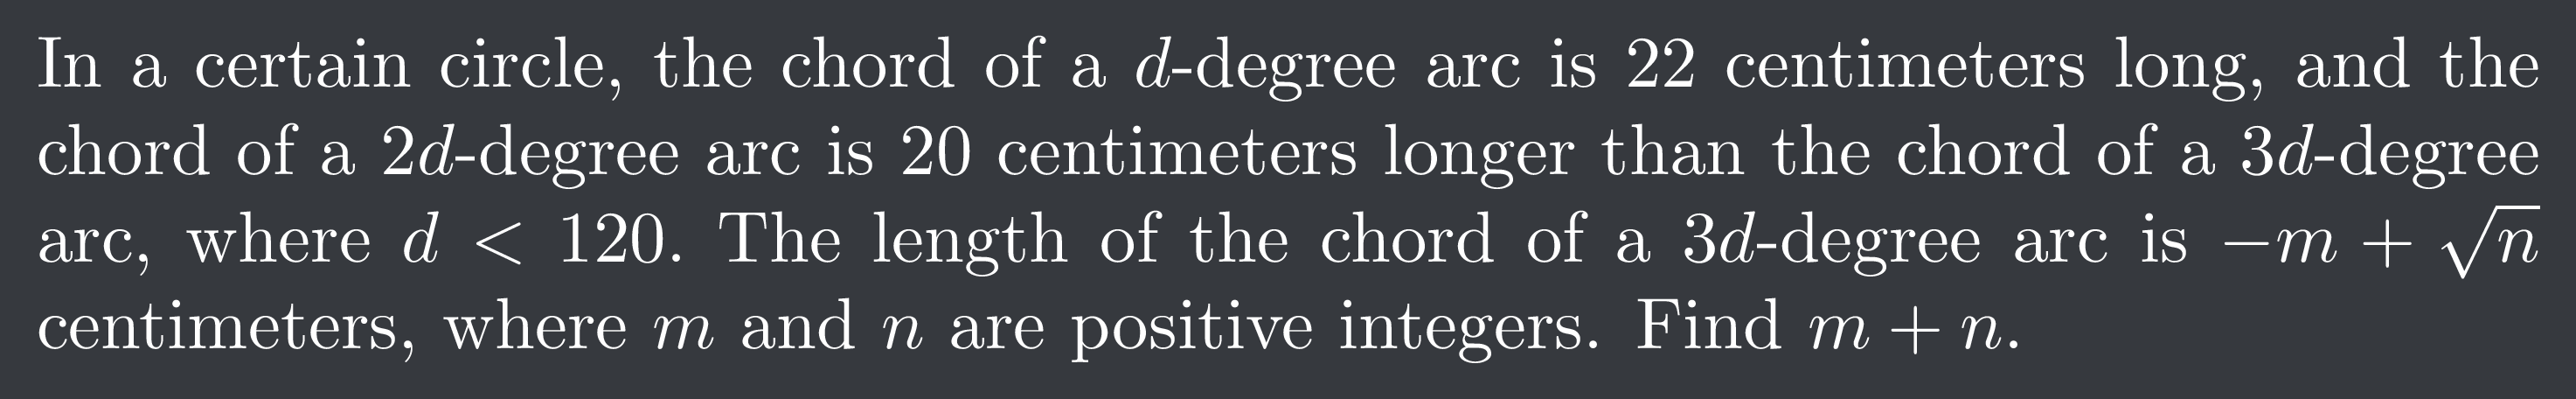 In a certain circle, the chord of a d-degree arc is 22 centimeters long, and the
chord of a 2d-degree arc is 20 centimeters longer than the chord of a 3d-degree
arc, where d < 120. The length of the chord of a 3d-degree arc is −m + √n
centimeters, where m and n are positive integers. Find m + n.